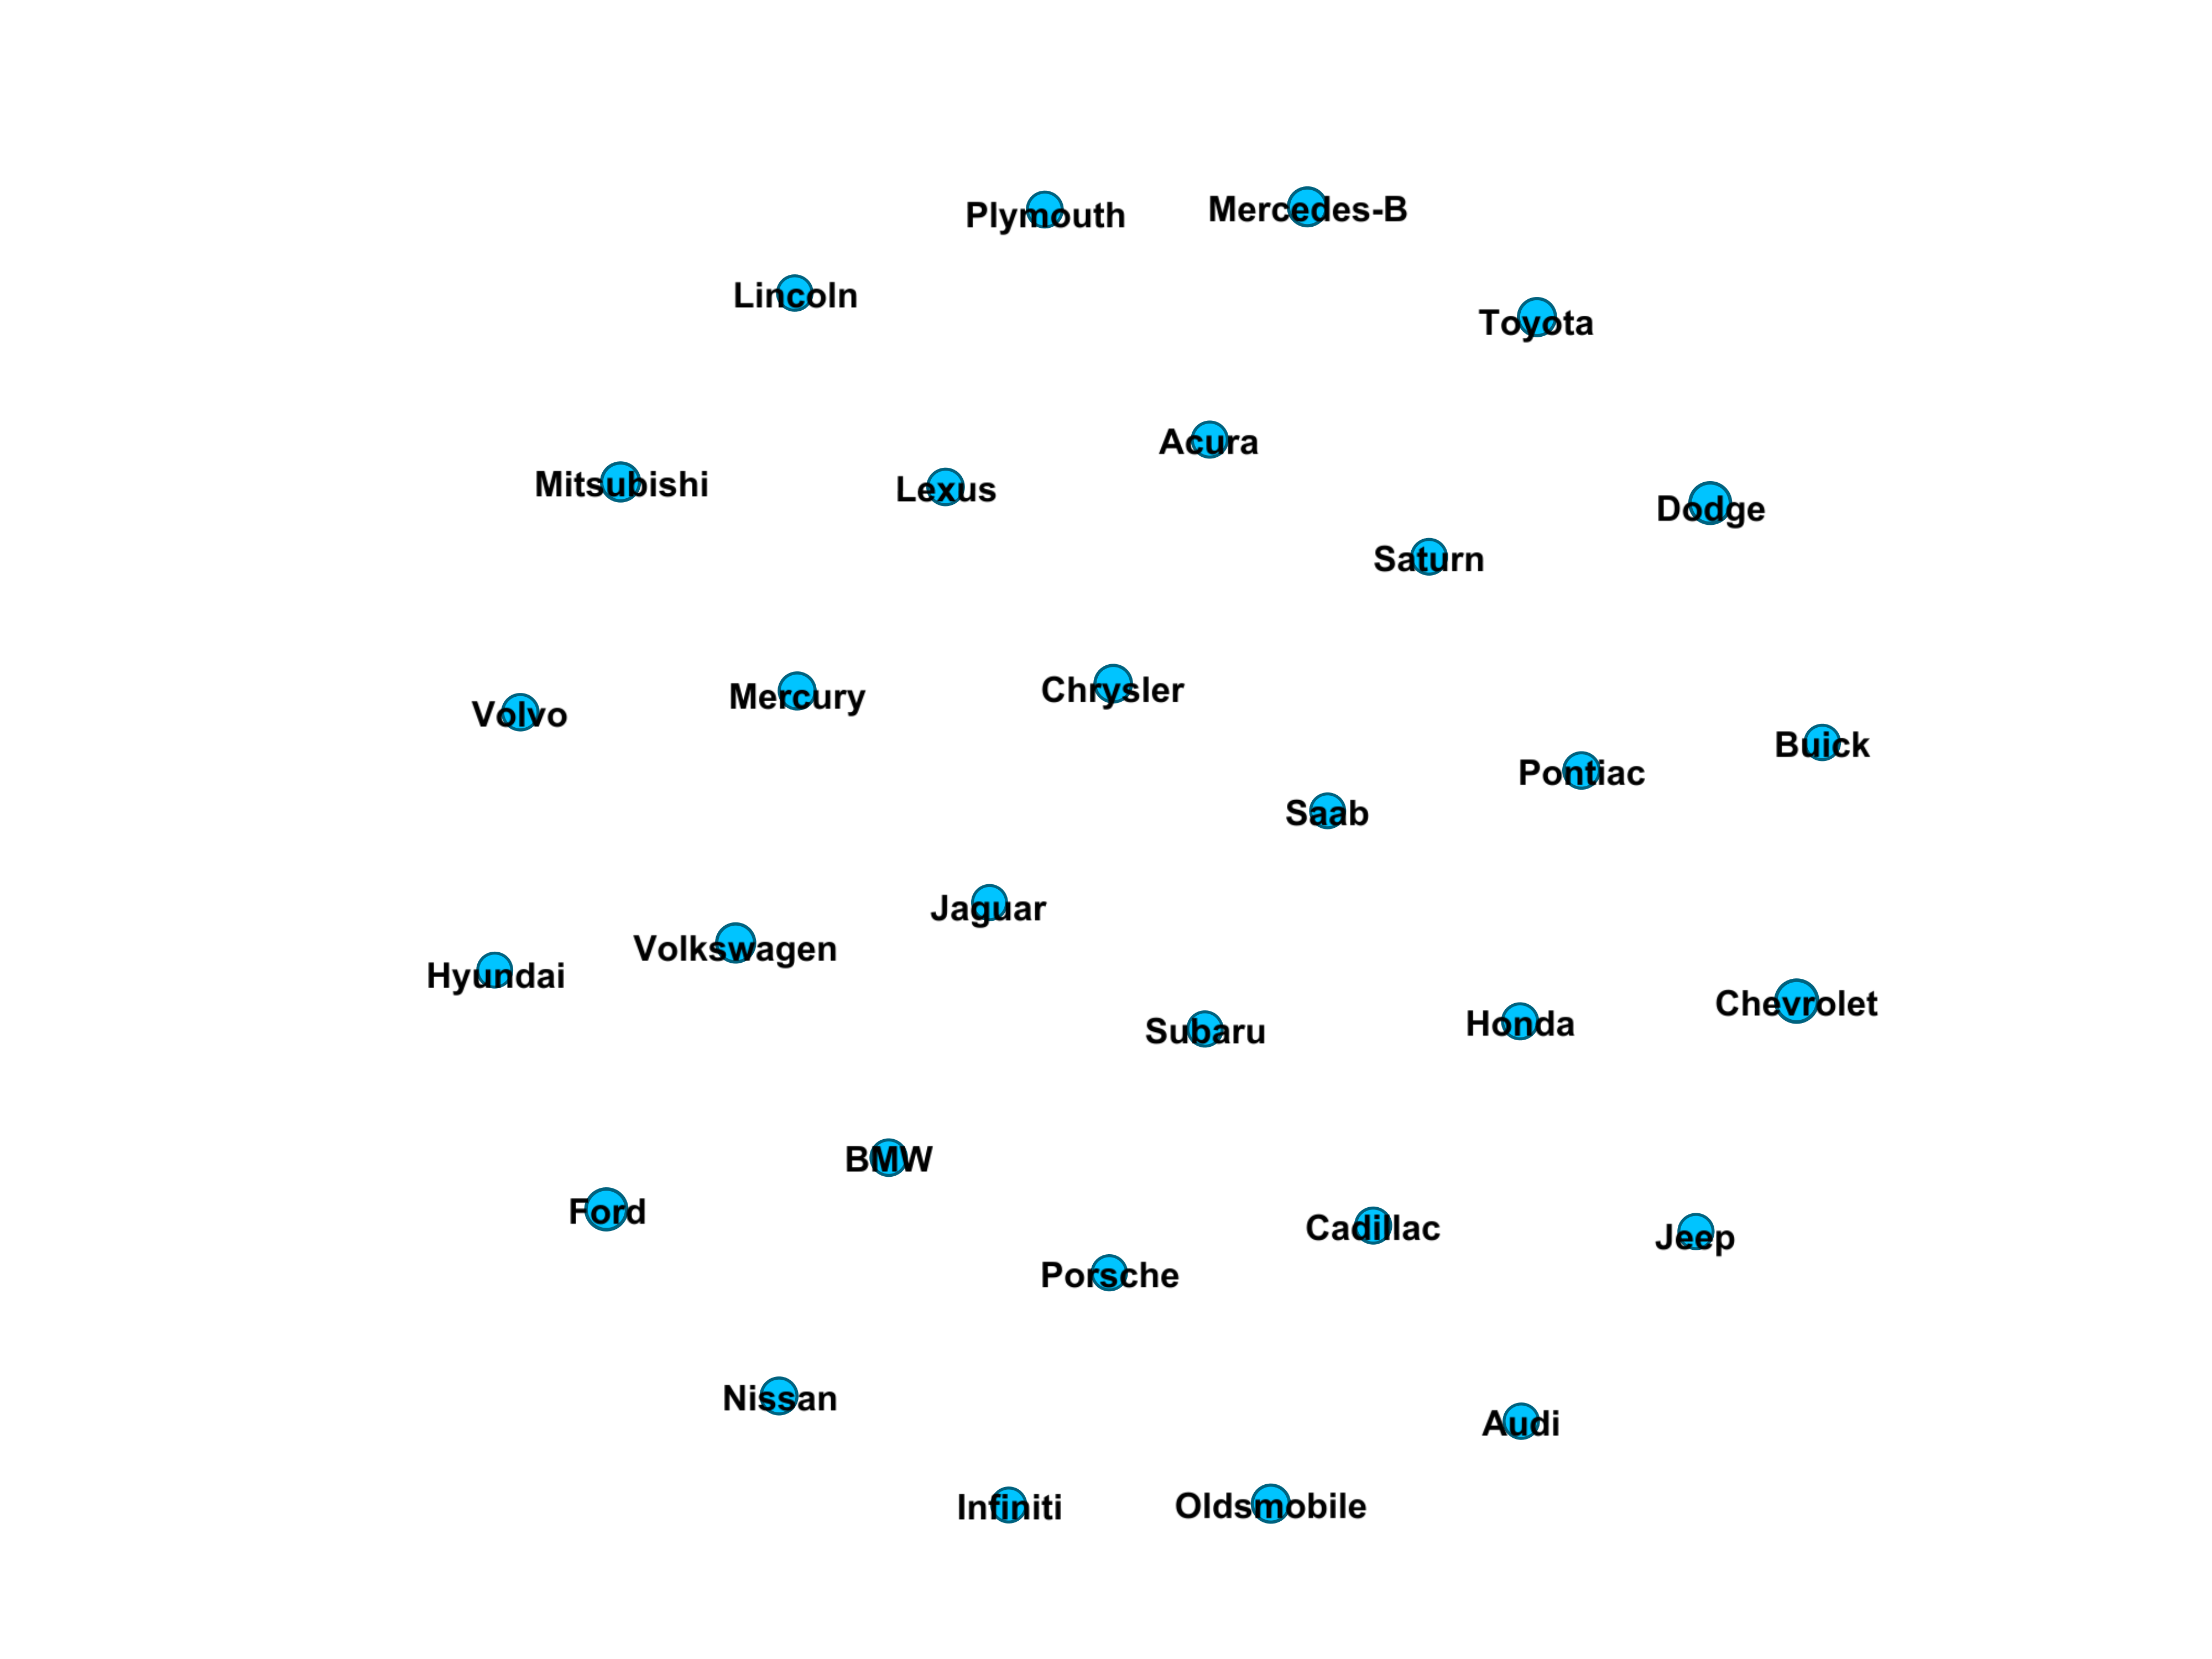 Mercedes-B
Plymouth
Lincoln
Toyota
Acura
Mitsubishi
Lexus
Dodge
Saturn
Chrysler
Mercury
Volvo
Buick
Pontiac
Saab
Jaguar
Volkswagen
Hyundai
Chevrolet
Honda
Subaru
BMW
Ford
Cadillac
Jeep
Porsche
Nissan
Audi
Infiniti
Oldsmobile